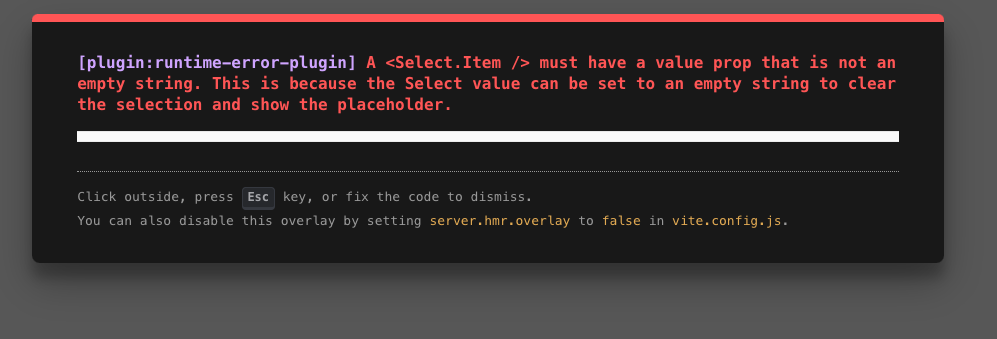 [plugin:runtime-error-plugin] A <Select.Item /> must have a value prop that is not an
empty string. This is because the Select value can be set to an empty string to clear
the selection and show the placeholder.
Click outside, press Esc key, or fix the code to dismiss.
You can also disable this overlay by setting server.hmr.overlay to false in vite.config.js.